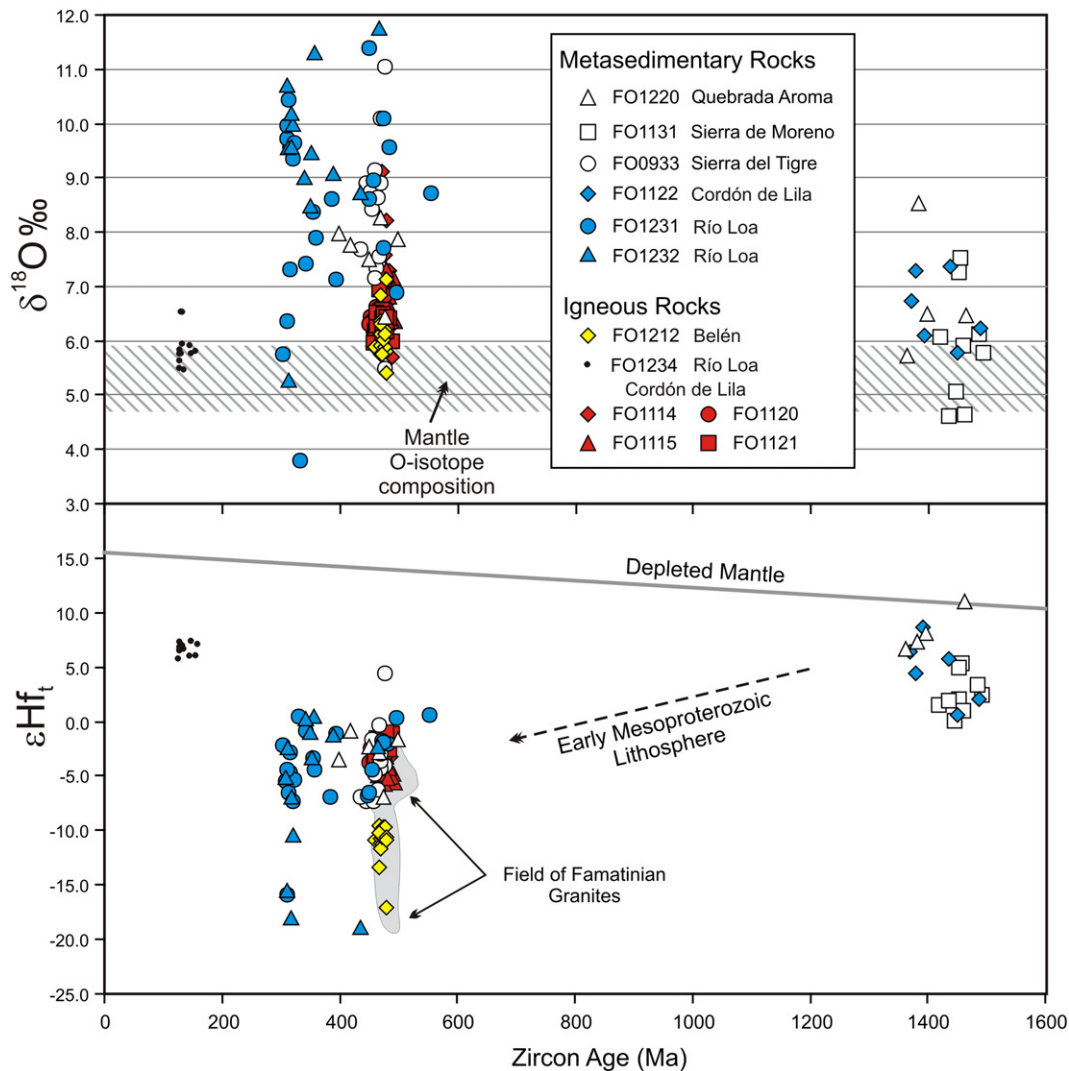 12.0
11.0
10.0
9.0
8.0
7.0
6.0
5.0
4.0
3.0
δ18O‰
Metasedimentary Rocks
FO1220 Quebrada Aroma
FO1131 Sierra de Moreno
FO0933 Sierra del Tigre
FO1122 Cordón de Lila
FO1231 Río Loa
FO1232 Río Loa
Igneous Rocks
FO1212 Belén
FO1234 Río Loa
Cordón de Lila
FO1114 FO1120
FO1115 FO1121
Mantle
O-isotope
composition
15.0
10.0
5.0
0.0
-5.0
-10.0
-15.0
-20.0
-25.0
εHft
Depleted Mantle
Early Mesoproterozoic
Lithosphere
Field of Famatinian
Granites
0 200 400 600 800 1000 1200 1400 1600
Zircon Age (Ma)